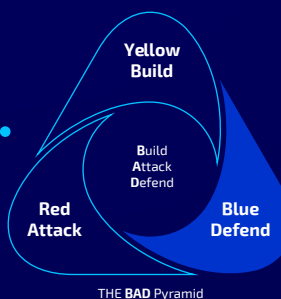 Yellow
Build
Build
Attack
Defend
Red
Attack
Blue
Defend
THE BAD Pyramid